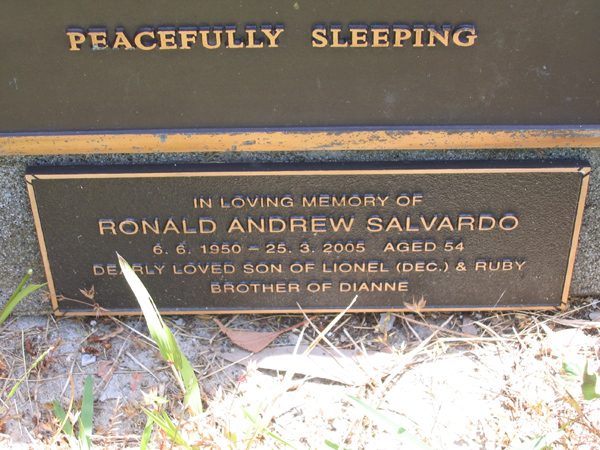 PEACEFULLY SLEEPING
IN LOVING MEMORY OF
RONALD ANDREW SALVARDO
6. 6. 1950 – 25. 3. 2005 AGED 54
DEARLY LOVED SON OF LIONEL (DEC.) & RUBY
BROTHER OF DIANNE